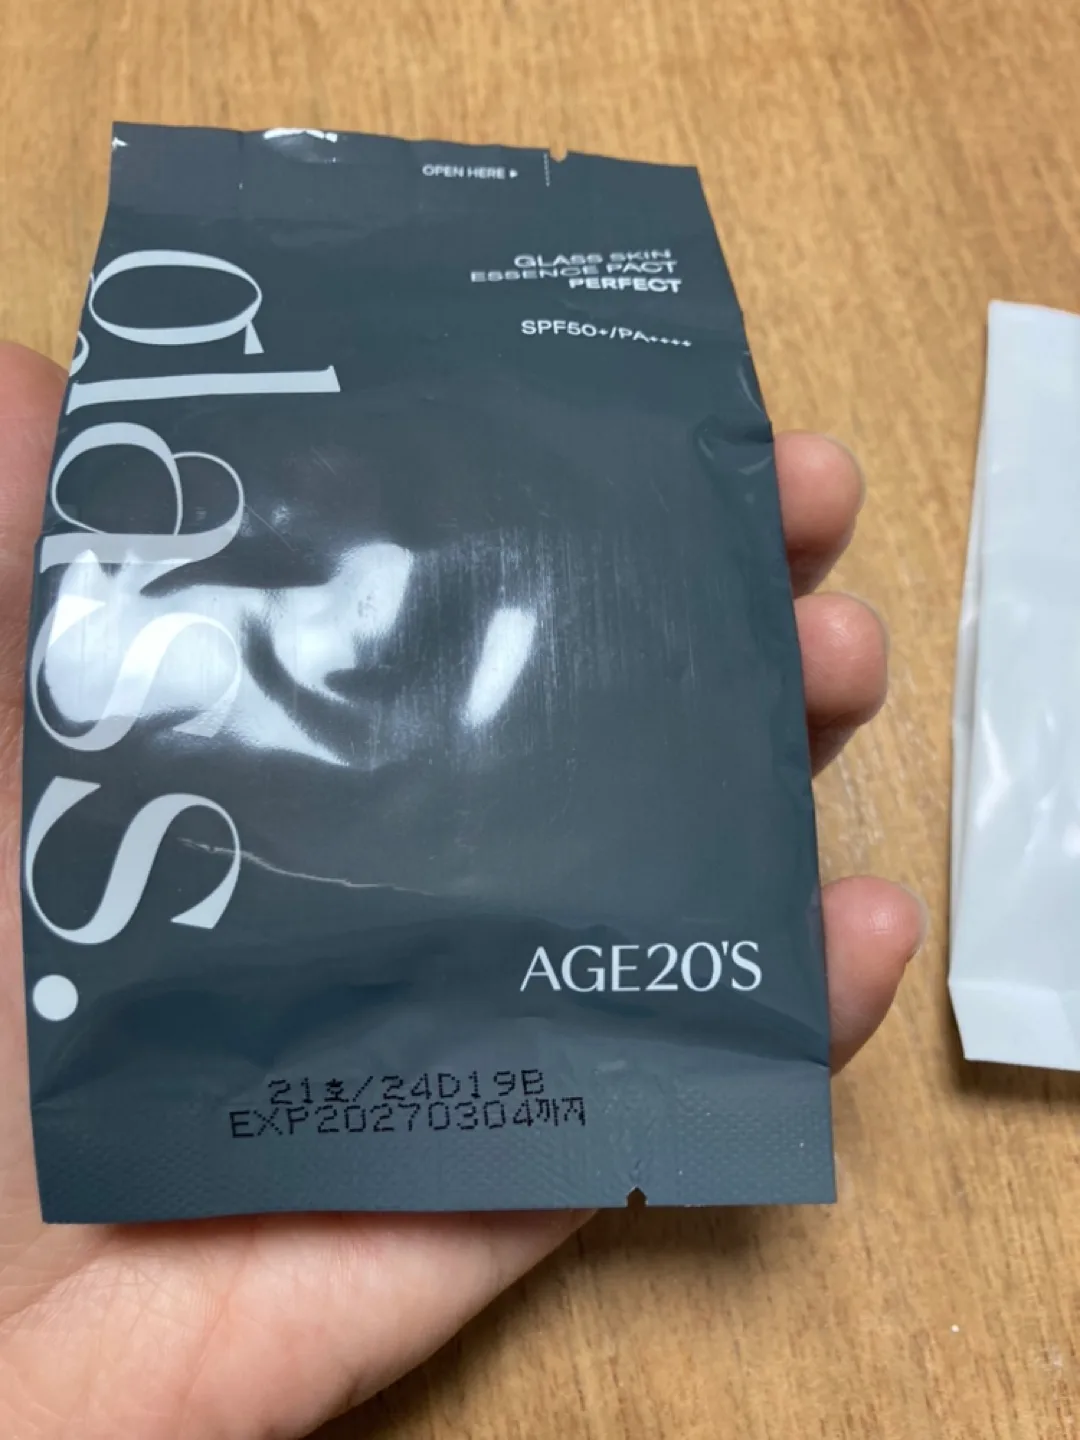 OPEN HERE ▶
GLASS SKIN
ESSENCE PACT
PERFECT
SPF50+/PA++++
glass.
AGE20'S
21호/24D19B
EXP20270304까지